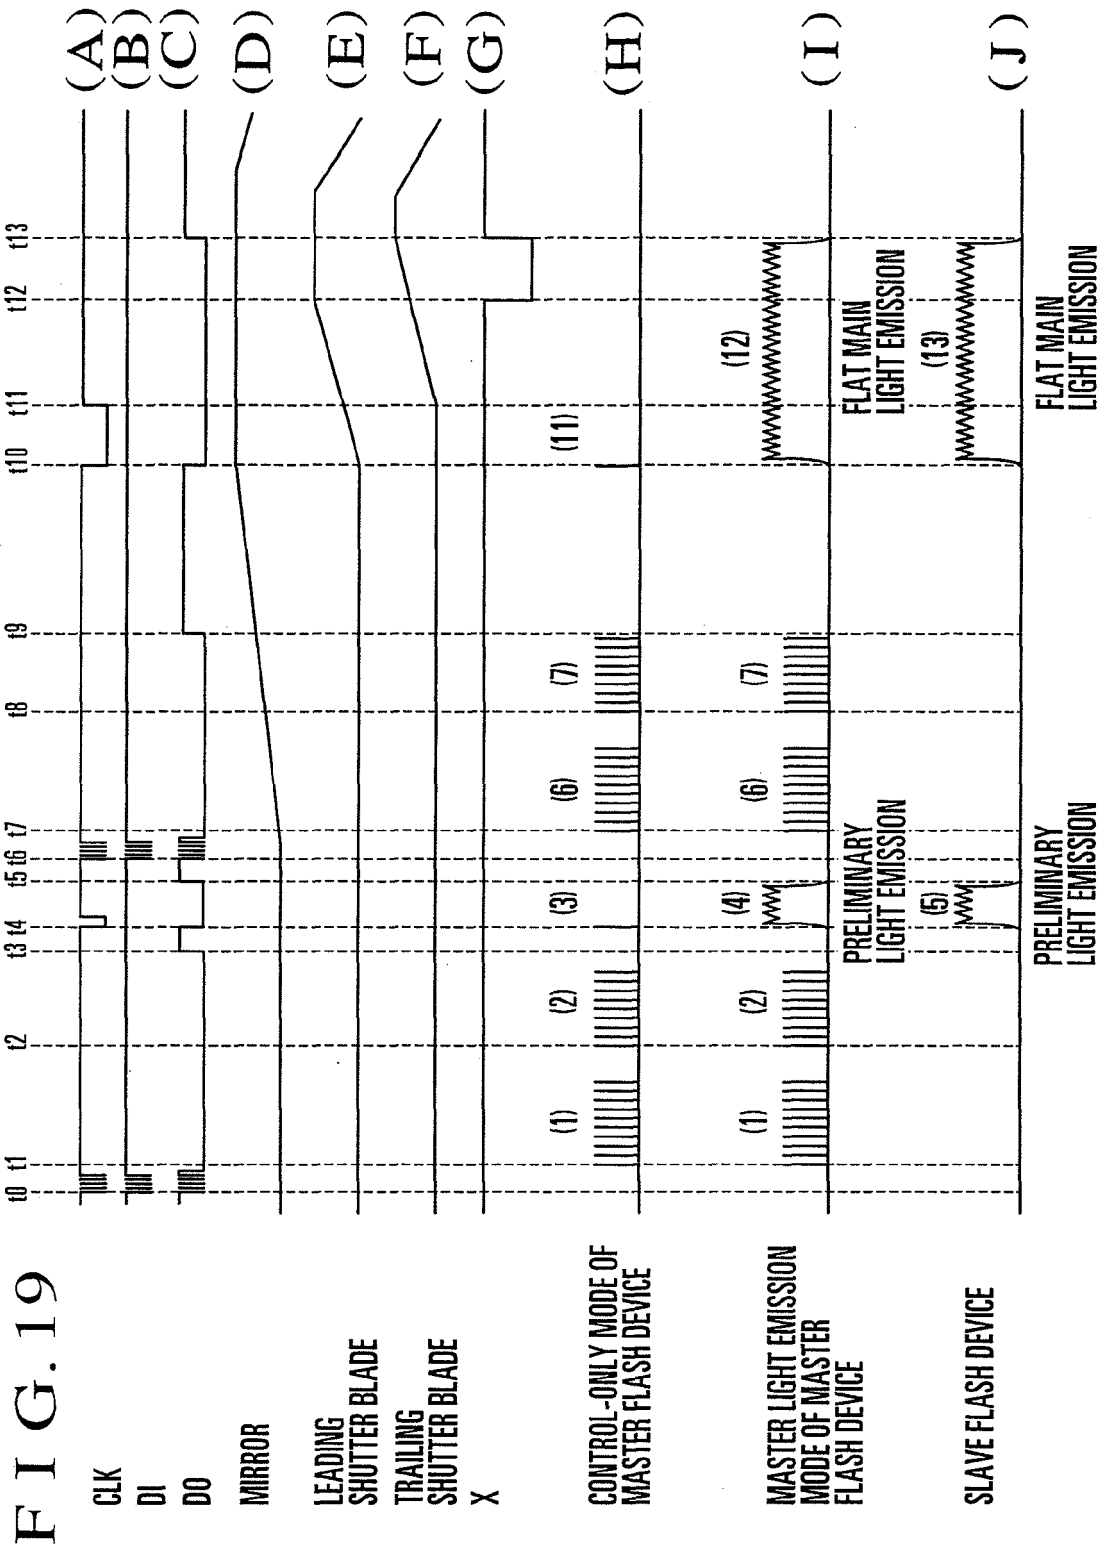 FIG. 19
t0 t1 t2 t3 t4 t5 t6 t7 t8 t9 t10 t11 t12 t13
CLK (A)
DI (B)
DO (C)
MIRROR (D)
LEADING
SHUTTER BLADE (E)
TRAILING
SHUTTER BLADE (F)
X (G)
CONTROL-ONLY MODE OF
MASTER FLASH DEVICE
(1) (2) (3) (6) (7) (11) (H)
MASTER LIGHT EMISSION
MODE OF MASTER
FLASH DEVICE
(1) (2) (4) (6) (7) (12) (I)
PRELIMINARY
LIGHT EMISSION
FLAT MAIN
LIGHT EMISSION
SLAVE FLASH DEVICE
(5) (13) (J)
PRELIMINARY
LIGHT EMISSION
FLAT MAIN
LIGHT EMISSION